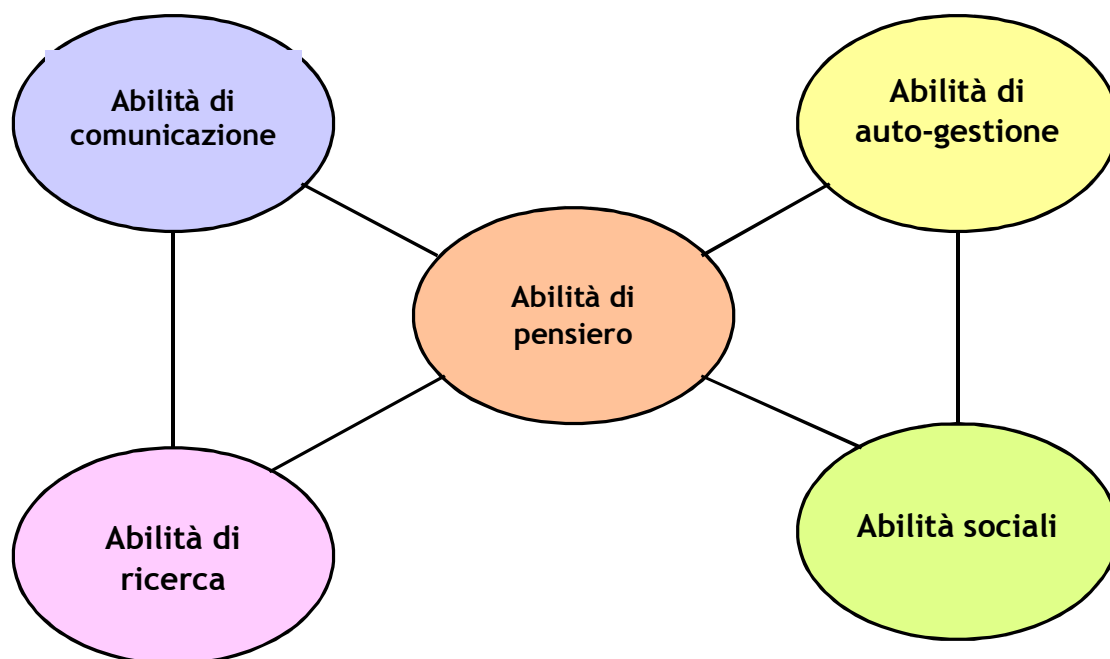 Abilità di
comunicazione
Abilità di
auto-gestione
Abilità di
pensiero
Abilità di
ricerca
Abilità sociali